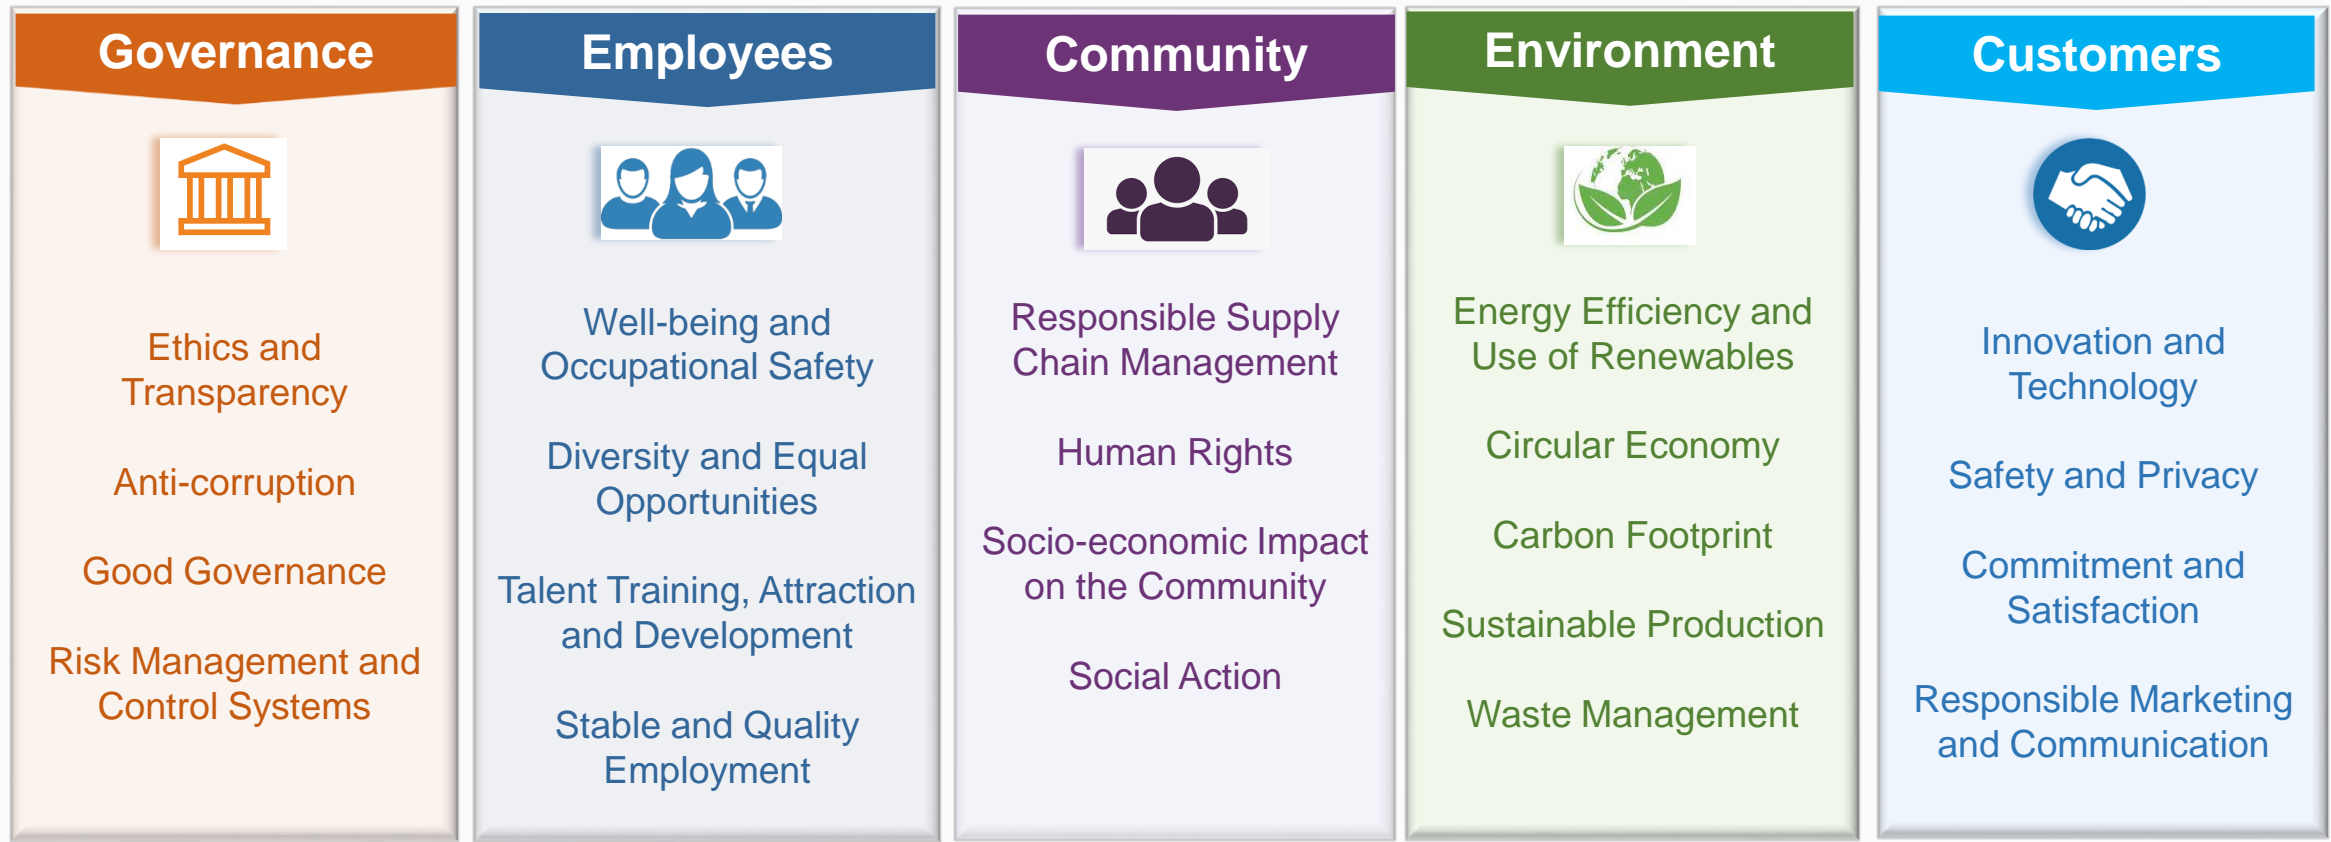 Governance
Ethics and
Transparency
Anti-corruption
Good Governance
Risk Management and
Control Systems
Employees
Well-being and
Occupational Safety
Diversity and Equal
Opportunities
Talent Training, Attraction
and Development
Stable and Quality
Employment
Community
Responsible Supply
Chain Management
Human Rights
Socio-economic Impact
on the Community
Social Action
Environment
Energy Efficiency and
Use of Renewables
Circular Economy
Carbon Footprint
Sustainable Production
Waste Management
Customers
Innovation and
Technology
Safety and Privacy
Commitment and
Satisfaction
Responsible Marketing
and Communication